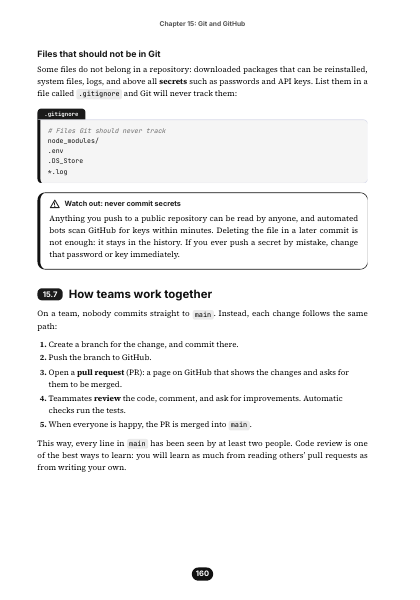 Chapter 15: Git and GitHub
Files that should not be in Git
Some files do not belong in a repository: downloaded packages that can be reinstalled,
system files, logs, and above all secrets such as passwords and API keys. List them in a
file called .gitignore and Git will never track them:
.gitignore
# Files Git should never track
node_modules/
.env
.DS_Store
*.log
Watch out: never commit secrets
Anything you push to a public repository can be read by anyone, and automated
bots scan GitHub for keys within minutes. Deleting the file in a later commit is
not enough: it stays in the history. If you ever push a secret by mistake, change
that password or key immediately.
15.7 How teams work together
On a team, nobody commits straight to main. Instead, each change follows the same
path:
1. Create a branch for the change, and commit there.
2. Push the branch to GitHub.
3. Open a pull request (PR): a page on GitHub that shows the changes and asks for
them to be merged.
4. Teammates review the code, comment, and ask for improvements. Automatic
checks run the tests.
5. When everyone is happy, the PR is merged into main.
This way, every line in main has been seen by at least two people. Code review is one
of the best ways to learn: you will learn as much from reading others' pull requests as
from writing your own.
160